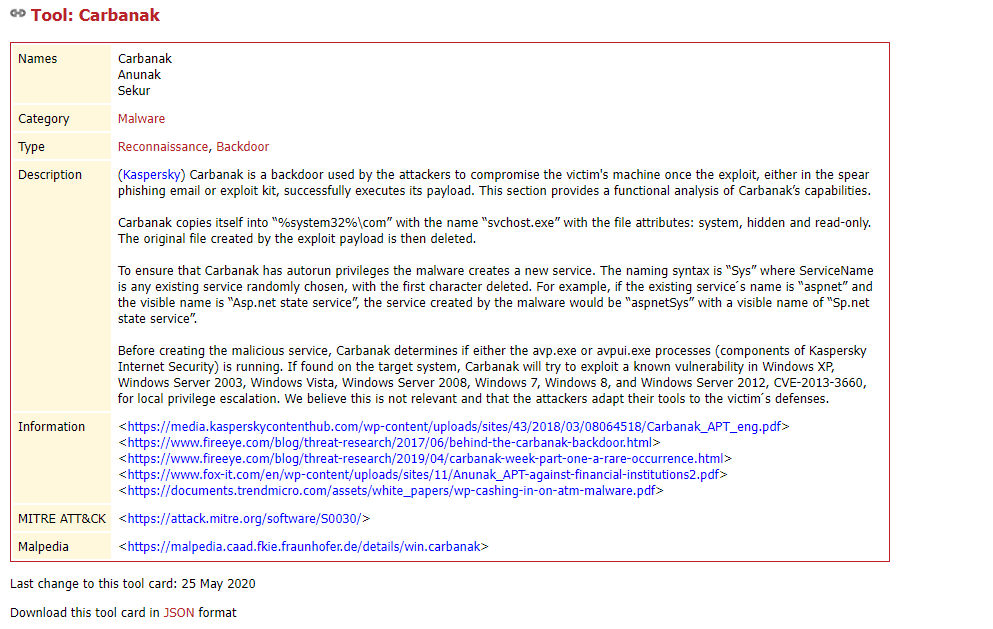 Tool: Carbanak
Names
Carbanak
Anunak
Sekur
Category
Malware
Type
Reconnaissance, Backdoor
Description
(Kaspersky) Carbanak is a backdoor used by the attackers to compromise the victim's machine once the exploit, either in the spear
phishing email or exploit kit, successfully executes its payload. This section provides a functional analysis of Carbanak’s capabilities.
Carbanak copies itself into “%system32%\com” with the name “svchost.exe” with the file attributes: system, hidden and read-only.
The original file created by the exploit payload is then deleted.
To ensure that Carbanak has autorun privileges the malware creates a new service. The naming syntax is “Sys” where ServiceName
is any existing service randomly chosen, with the first character deleted. For example, if the existing service´s name is “aspnet” and
the visible name is “Asp.net state service”, the service created by the malware would be “aspnetSys” with a visible name of “Sp.net
state service”.
Before creating the malicious service, Carbanak determines if either the avp.exe or avpui.exe processes (components of Kaspersky
Internet Security) is running. If found on the target system, Carbanak will try to exploit a known vulnerability in Windows XP,
Windows Server 2003, Windows Vista, Windows Server 2008, Windows 7, Windows 8, and Windows Server 2012, CVE-2013-3660,
for local privilege escalation. We believe this is not relevant and that the attackers adapt their tools to the victim´s defenses.
Information
<https://media.kasperskycontenthub.com/wp-content/uploads/sites/43/2018/03/08064518/Carbanak_APT_eng.pdf>
<https://www.fireeye.com/blog/threat-research/2017/06/behind-the-carbanak-backdoor.html>
<https://www.fireeye.com/blog/threat-research/2019/04/carbanak-week-part-one-a-rare-occurrence.html>
<https://www.fox-it.com/en/wp-content/uploads/sites/11/Anunak_APT-against-financial-institutions2.pdf>
<https://documents.trendmicro.com/assets/white_papers/wp-cashing-in-on-atm-malware.pdf>
MITRE ATT&CK
<https://attack.mitre.org/software/S0030/>
Malpedia
<https://malpedia.caad.fkie.fraunhofer.de/details/win.carbanak>
Last change to this tool card: 25 May 2020
Download this tool card in JSON format